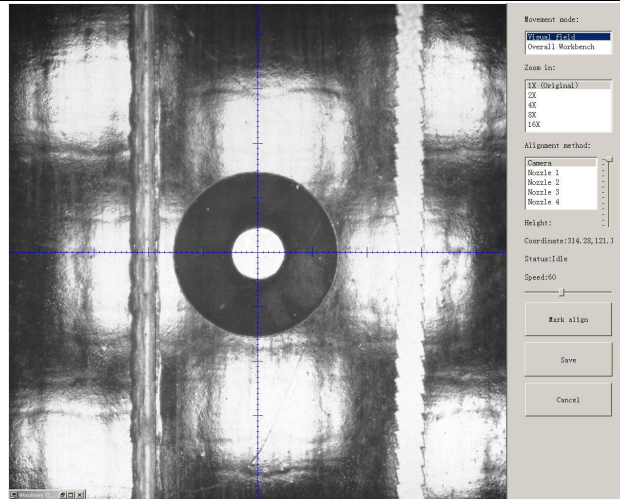 Movement mode:
Visual field
Overall Workbench
Zoom in:
1X (Original)
2X
4X
8X
16X
Alignment method:
Camera
Nozzle 1
Nozzle 2
Nozzle 3
Nozzle 4
Height:
Coordinate:314.28,121.1
Status:Idle
Speed:60
Mark align
Save
Cancel
Windows